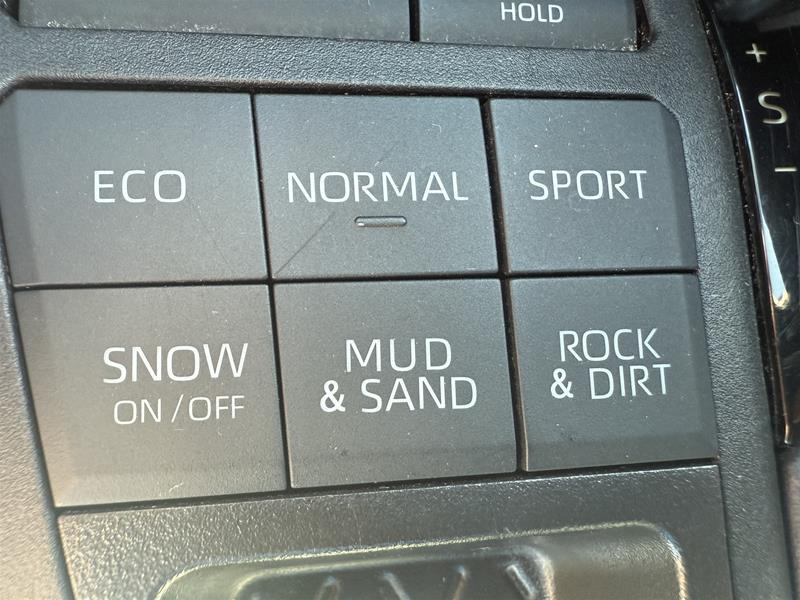 HOLD
+
S
-
ECO
NORMAL
SPORT
SNOW
ON/OFF
MUD
& SAND
ROCK
& DIRT